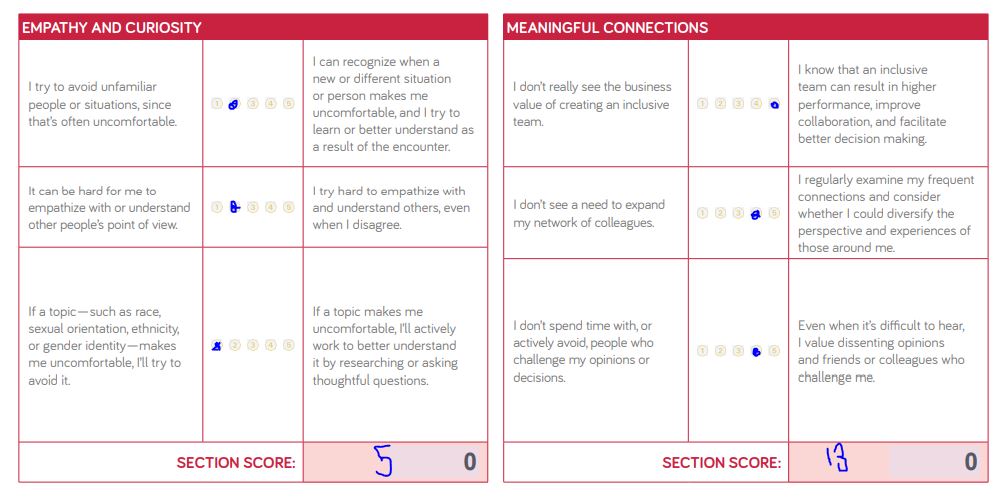 EMPATHY AND CURIOSITY
I try to avoid unfamiliar
people or situations, since
that's often uncomfortable.
1 3 4 5
I can recognize when a
new or different situation
or person makes me
uncomfortable, and I try to
learn or better understand as
a result of the encounter.
It can be hard for me to
empathize with or understand
other people's point of view.
1 3 4 5
I try hard to empathize with
and understand others, even
when I disagree.
If a topic—such as race,
sexual orientation, ethnicity,
or gender identity—makes
me uncomfortable, I'll try to
avoid it.
2 3 4 5
If a topic makes me
uncomfortable, I'll actively
work to better understand
it by researching or asking
thoughtful questions.
SECTION SCORE: 5 0
MEANINGFUL CONNECTIONS
I don't really see the business
value of creating an inclusive
team.
1 2 3 4
I know that an inclusive
team can result in higher
performance, improve
collaboration, and facilitate
better decision making.
I don't see a need to expand
my network of colleagues.
1 2 3 5
I regularly examine my frequent
connections and consider
whether I could diversify the
perspective and experiences of
those around me.
I don't spend time with, or
actively avoid, people who
challenge my opinions or
decisions.
1 2 3 5
Even when it's difficult to hear,
I value dissenting opinions
and friends or colleagues who
challenge me.
SECTION SCORE: 13 0